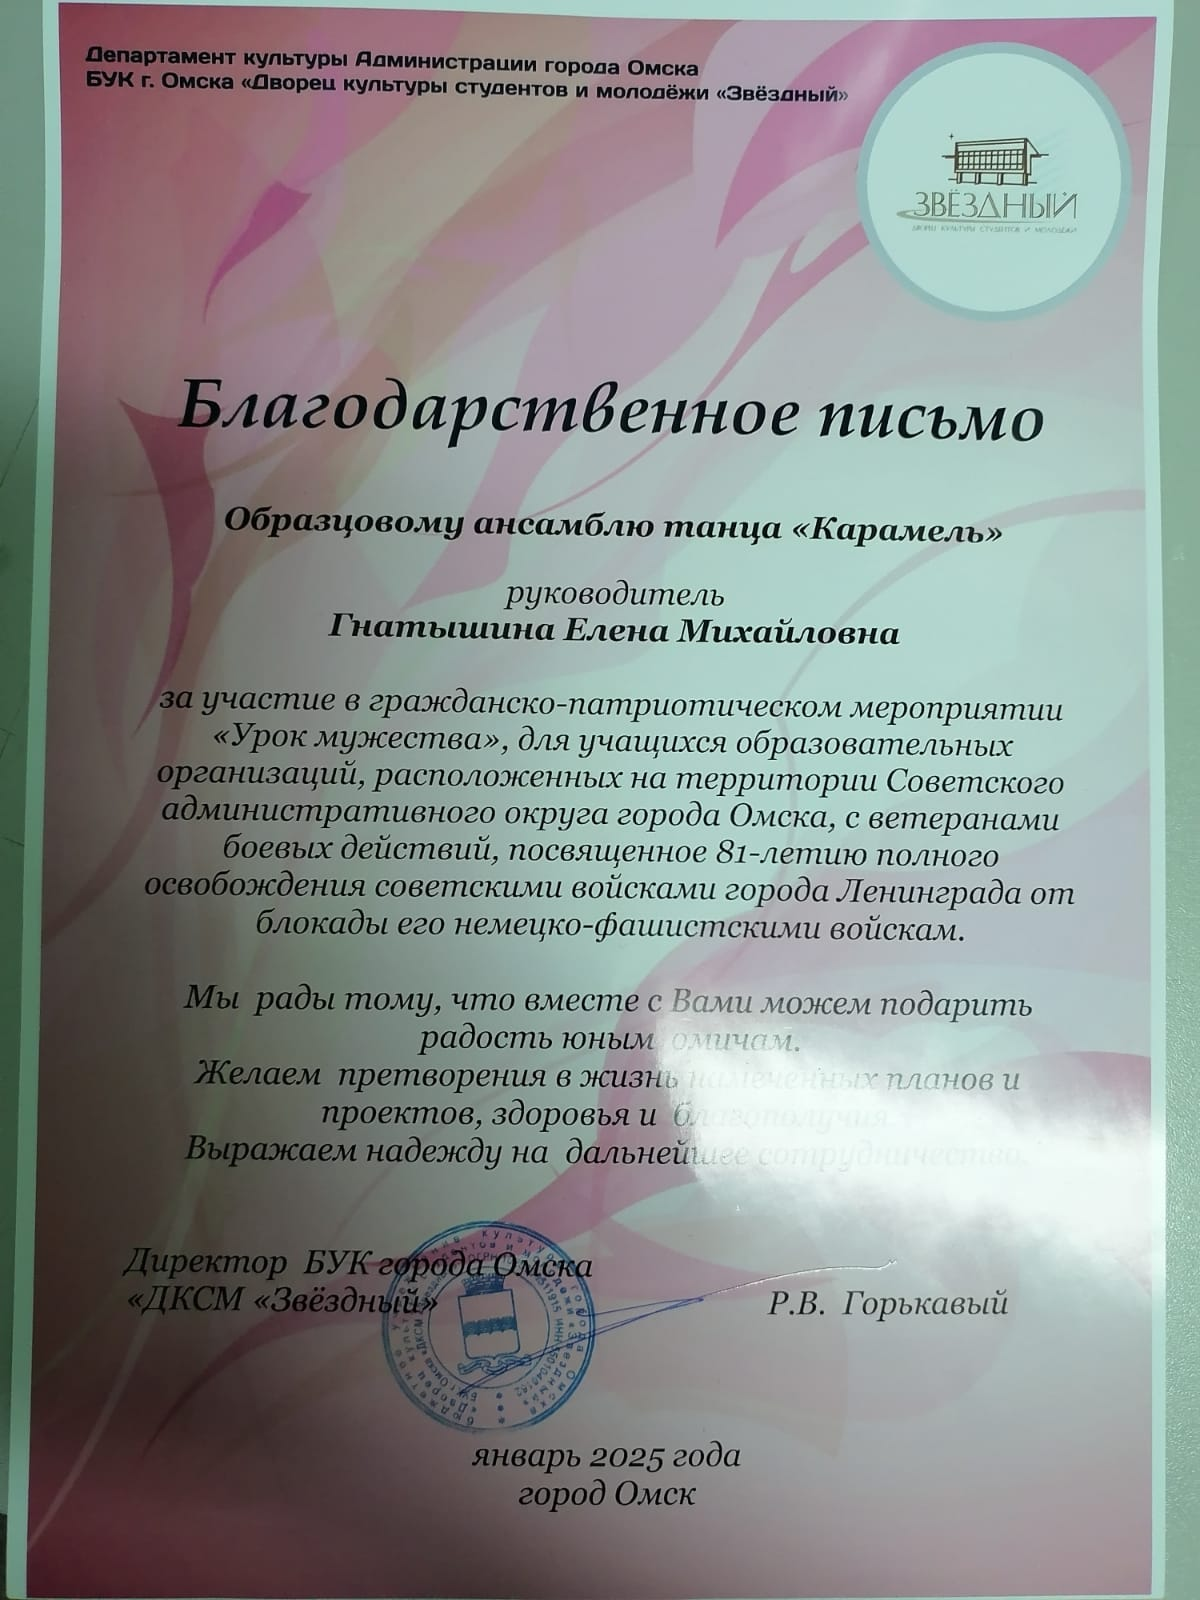 Департамент культуры Администрации города Омска
БУК г. Омска «Дворец культуры студентов и молодёжи «Звёздный»
ЗВЁЗДНЫЙ
ДВОРЕЦ КУЛЬТУРЫ СТУДЕНТОВ И МОЛОДЕЖИ
Благодарственное письмо
Образцовому ансамблю танца «Карамель»
руководитель
Гнатышина Елена Михайловна
за участие в гражданско-патриотическом мероприятии
«Урок мужества», для учащихся образовательных
организаций, расположенных на территории Советского
административного округа города Омска, с ветеранами
боевых действий, посвященное 81-летию полного
освобождения советскими войсками города Ленинграда от
блокады его немецко-фашистскими войскам.
Мы рады тому, что вместе с Вами можем подарить
радость юным омичам.
Желаем претворения в жизнь намеченных планов и
проектов, здоровья и благополучия.
Выражаем надежду на дальнейшее сотрудничество.
Директор БУК города Омска
«ДКСМ «Звёздный»
Р.В. Горькавый
январь 2025 года
город Омск